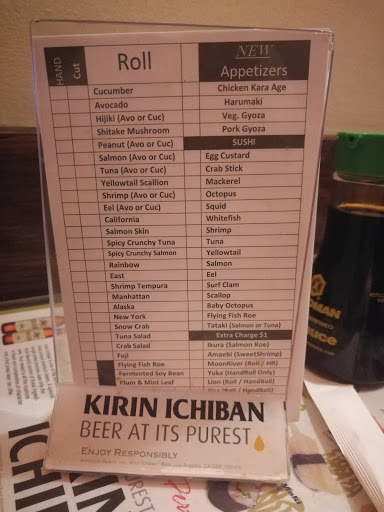 HAND
Cut
Roll
Cucumber
Avocado
Hijiki (Avo or Cuc)
Shitake Mushroom
Peanut (Avo or Cuc)
Salmon (Avo or Cuc)
Tuna (Avo or Cuc)
Yellowtail Scallion
Shrimp (Avo or Cuc)
Eel (Avo or Cuc)
California
Salmon Skin
Spicy Crunchy Tuna
Spicy Crunchy Salmon
Rainbow
East
Shrimp Tempura
Manhattan
Alaska
New York
Snow Crab
Tuna Salad
Crab Salad
Fuji
Flying Fish Roe
Fermented Soy Bean
Plum & Mint Leaf
NEW
Appetizers
Chicken Kara Age
Harumaki
Veg. Gyoza
Pork Gyoza
SUSHI
Egg Custard
Crab Stick
Mackerel
Octopus
Squid
Whitefish
Shrimp
Tuna
Yellowtail
Salmon
Eel
Surf Clam
Scallop
Baby Octopus
Flying Fish Roe
Tataki (Salmon or Tuna)
Extra Charge $1
Ikura (Salmon Roe)
Amaebi (SweetShrimp)
MoonRiver (Roll / HR)
Yuke (HandRoll Only)
Lion (Roll / HandRoll)
(Roll / HandRoll)
KIRIN ICHIBAN
BEER AT ITS PUREST
ENJOY RESPONSIBLY